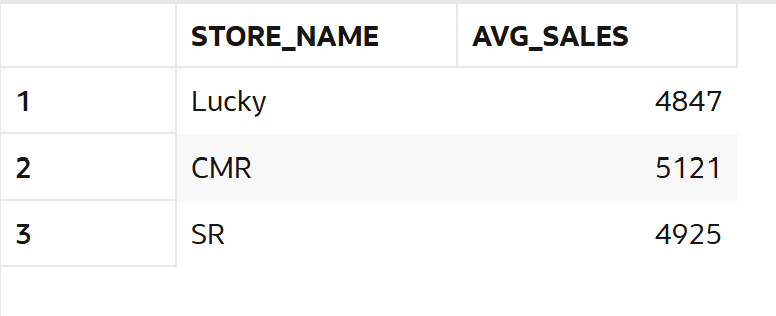 STORE_NAME AVG_SALES
1 Lucky 4847
2 CMR 5121
3 SR 4925